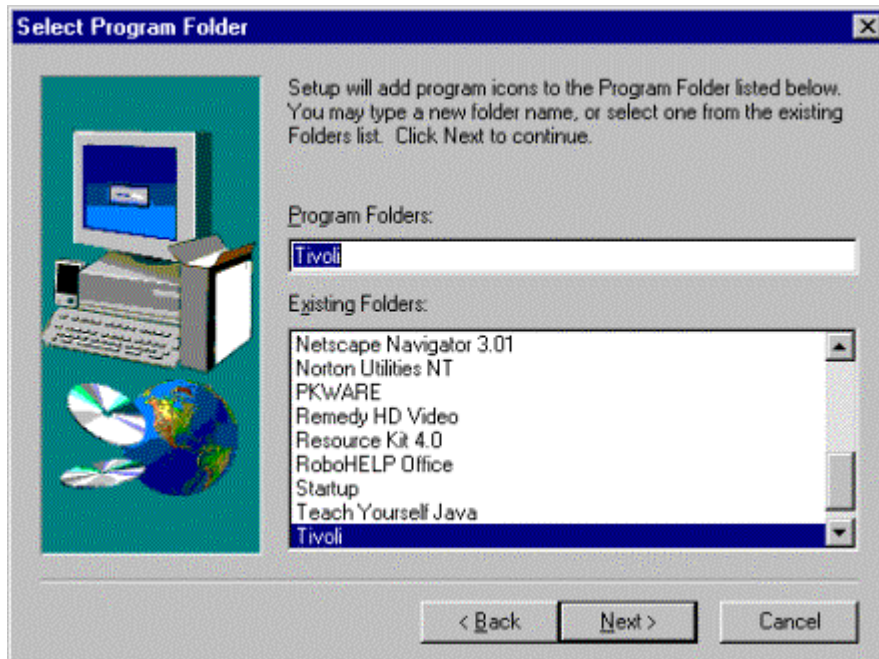 Select Program Folder
Setup will add program icons to the Program Folder listed below.
You may type a new folder name, or select one from the existing
Folders list.  Click Next to continue.
Program Folders:
Tivoli
Existing Folders:
Netscape Navigator 3.01
Norton Utilities NT
PKWARE
Remedy HD Video
Resource Kit 4.0
RoboHELP Office
Startup
Teach Yourself Java
Tivoli
< Back
Next >
Cancel